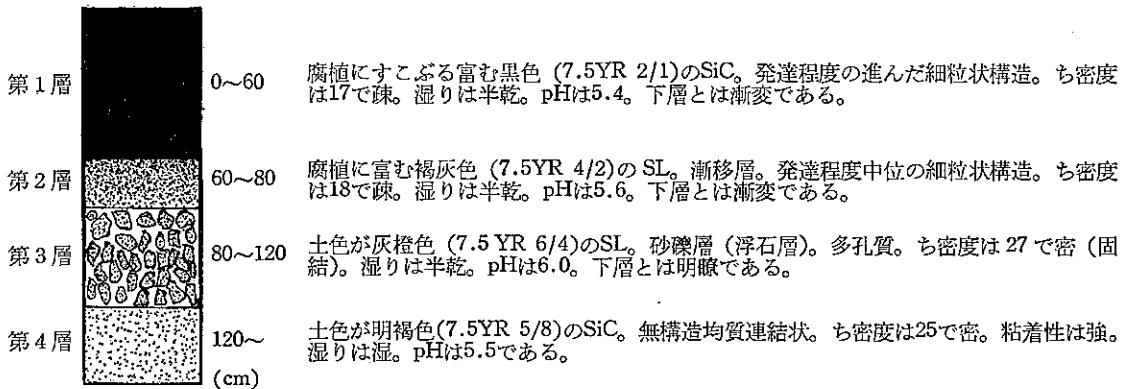 第1層
0～60
腐植にすこぶる富む黒色 (7.5YR 2/1)のSiC。発達程度の進んだ細粒状構造。ち密度
は17で疎。湿りは半乾。pHは5.4。下層とは漸変である。
第2層
60～80
腐植に富む褐灰色 (7.5YR 4/2)の SL。漸移層。発達程度中位の細粒状構造。ち密度
は18で疎。湿りは半乾。pHは5.6。下層とは漸変である。
第3層
80～120
土色が灰橙色 (7.5 YR 6/4)のSL。砂礫層 (浮石層)。多孔質。ち密度は 27 で密 (固
結)。湿りは半乾。pHは6.0。下層とは明瞭である。
第4層
120～
(cm)
土色が明褐色(7.5YR 5/8)のSiC。無構造均質連結状。ち密度は25で密。粘着性は強。
湿りは湿。pHは5.5である。